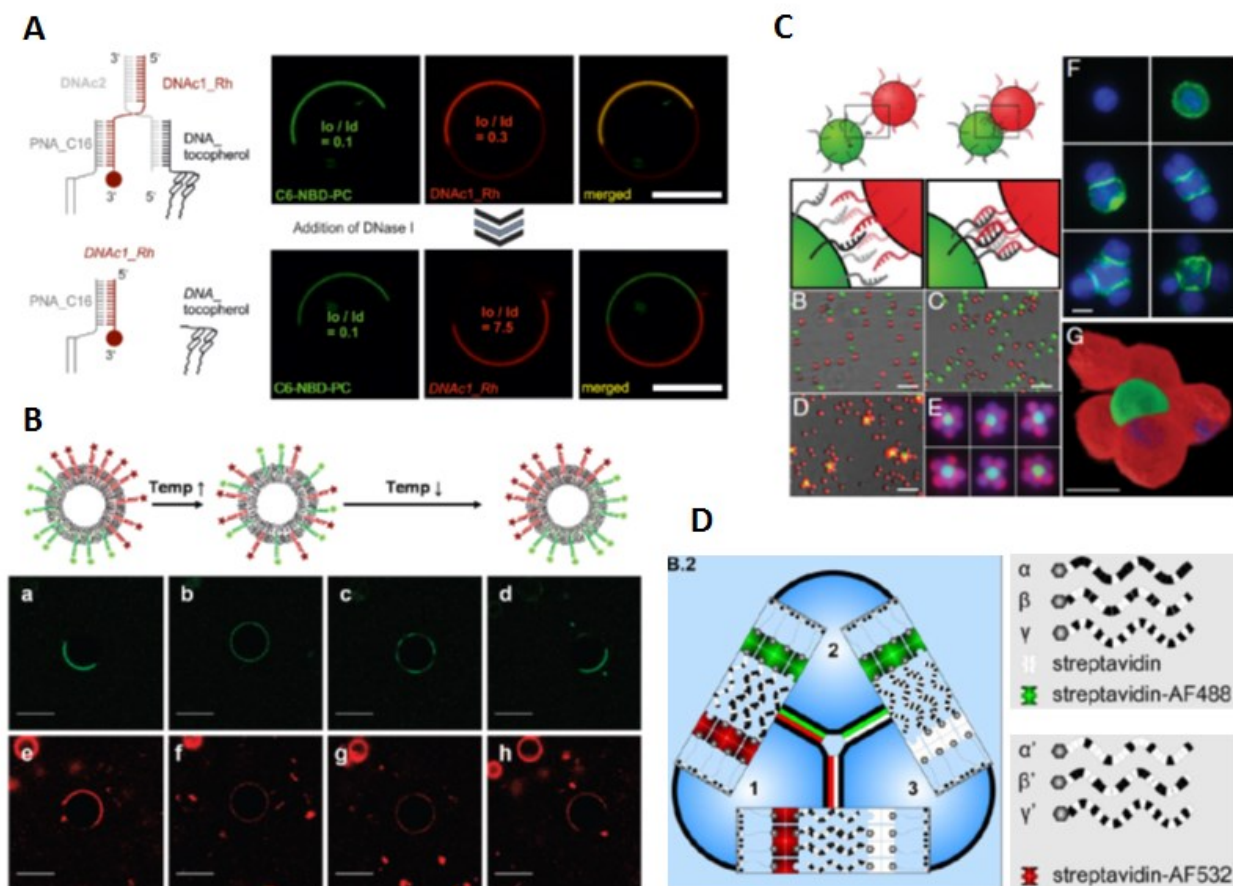 A
3'
5'
DNAc2
DNAc1_Rh
PNA_C16
DNA_
tocopherol
3'
5'
Io / Id
= 0.1
C6-NBD-PC
Io / Id
= 0.3
DNAc1_Rh
merged
Addition of DNase I
DNAc1_Rh
5'
PNA_C16
DNA_
tocopherol
3'
Io / Id
= 0.1
C6-NBD-PC
Io / Id
= 7.5
DNAc1_Rh
merged
B
Temp ↑
Temp ↓
a
b
c
d
e
f
g
h
C
F
B
C
D
E
G
D
B.2
2
1
3
α
β
γ
streptavidin
streptavidin-AF488
α'
β'
γ'
streptavidin-AF532